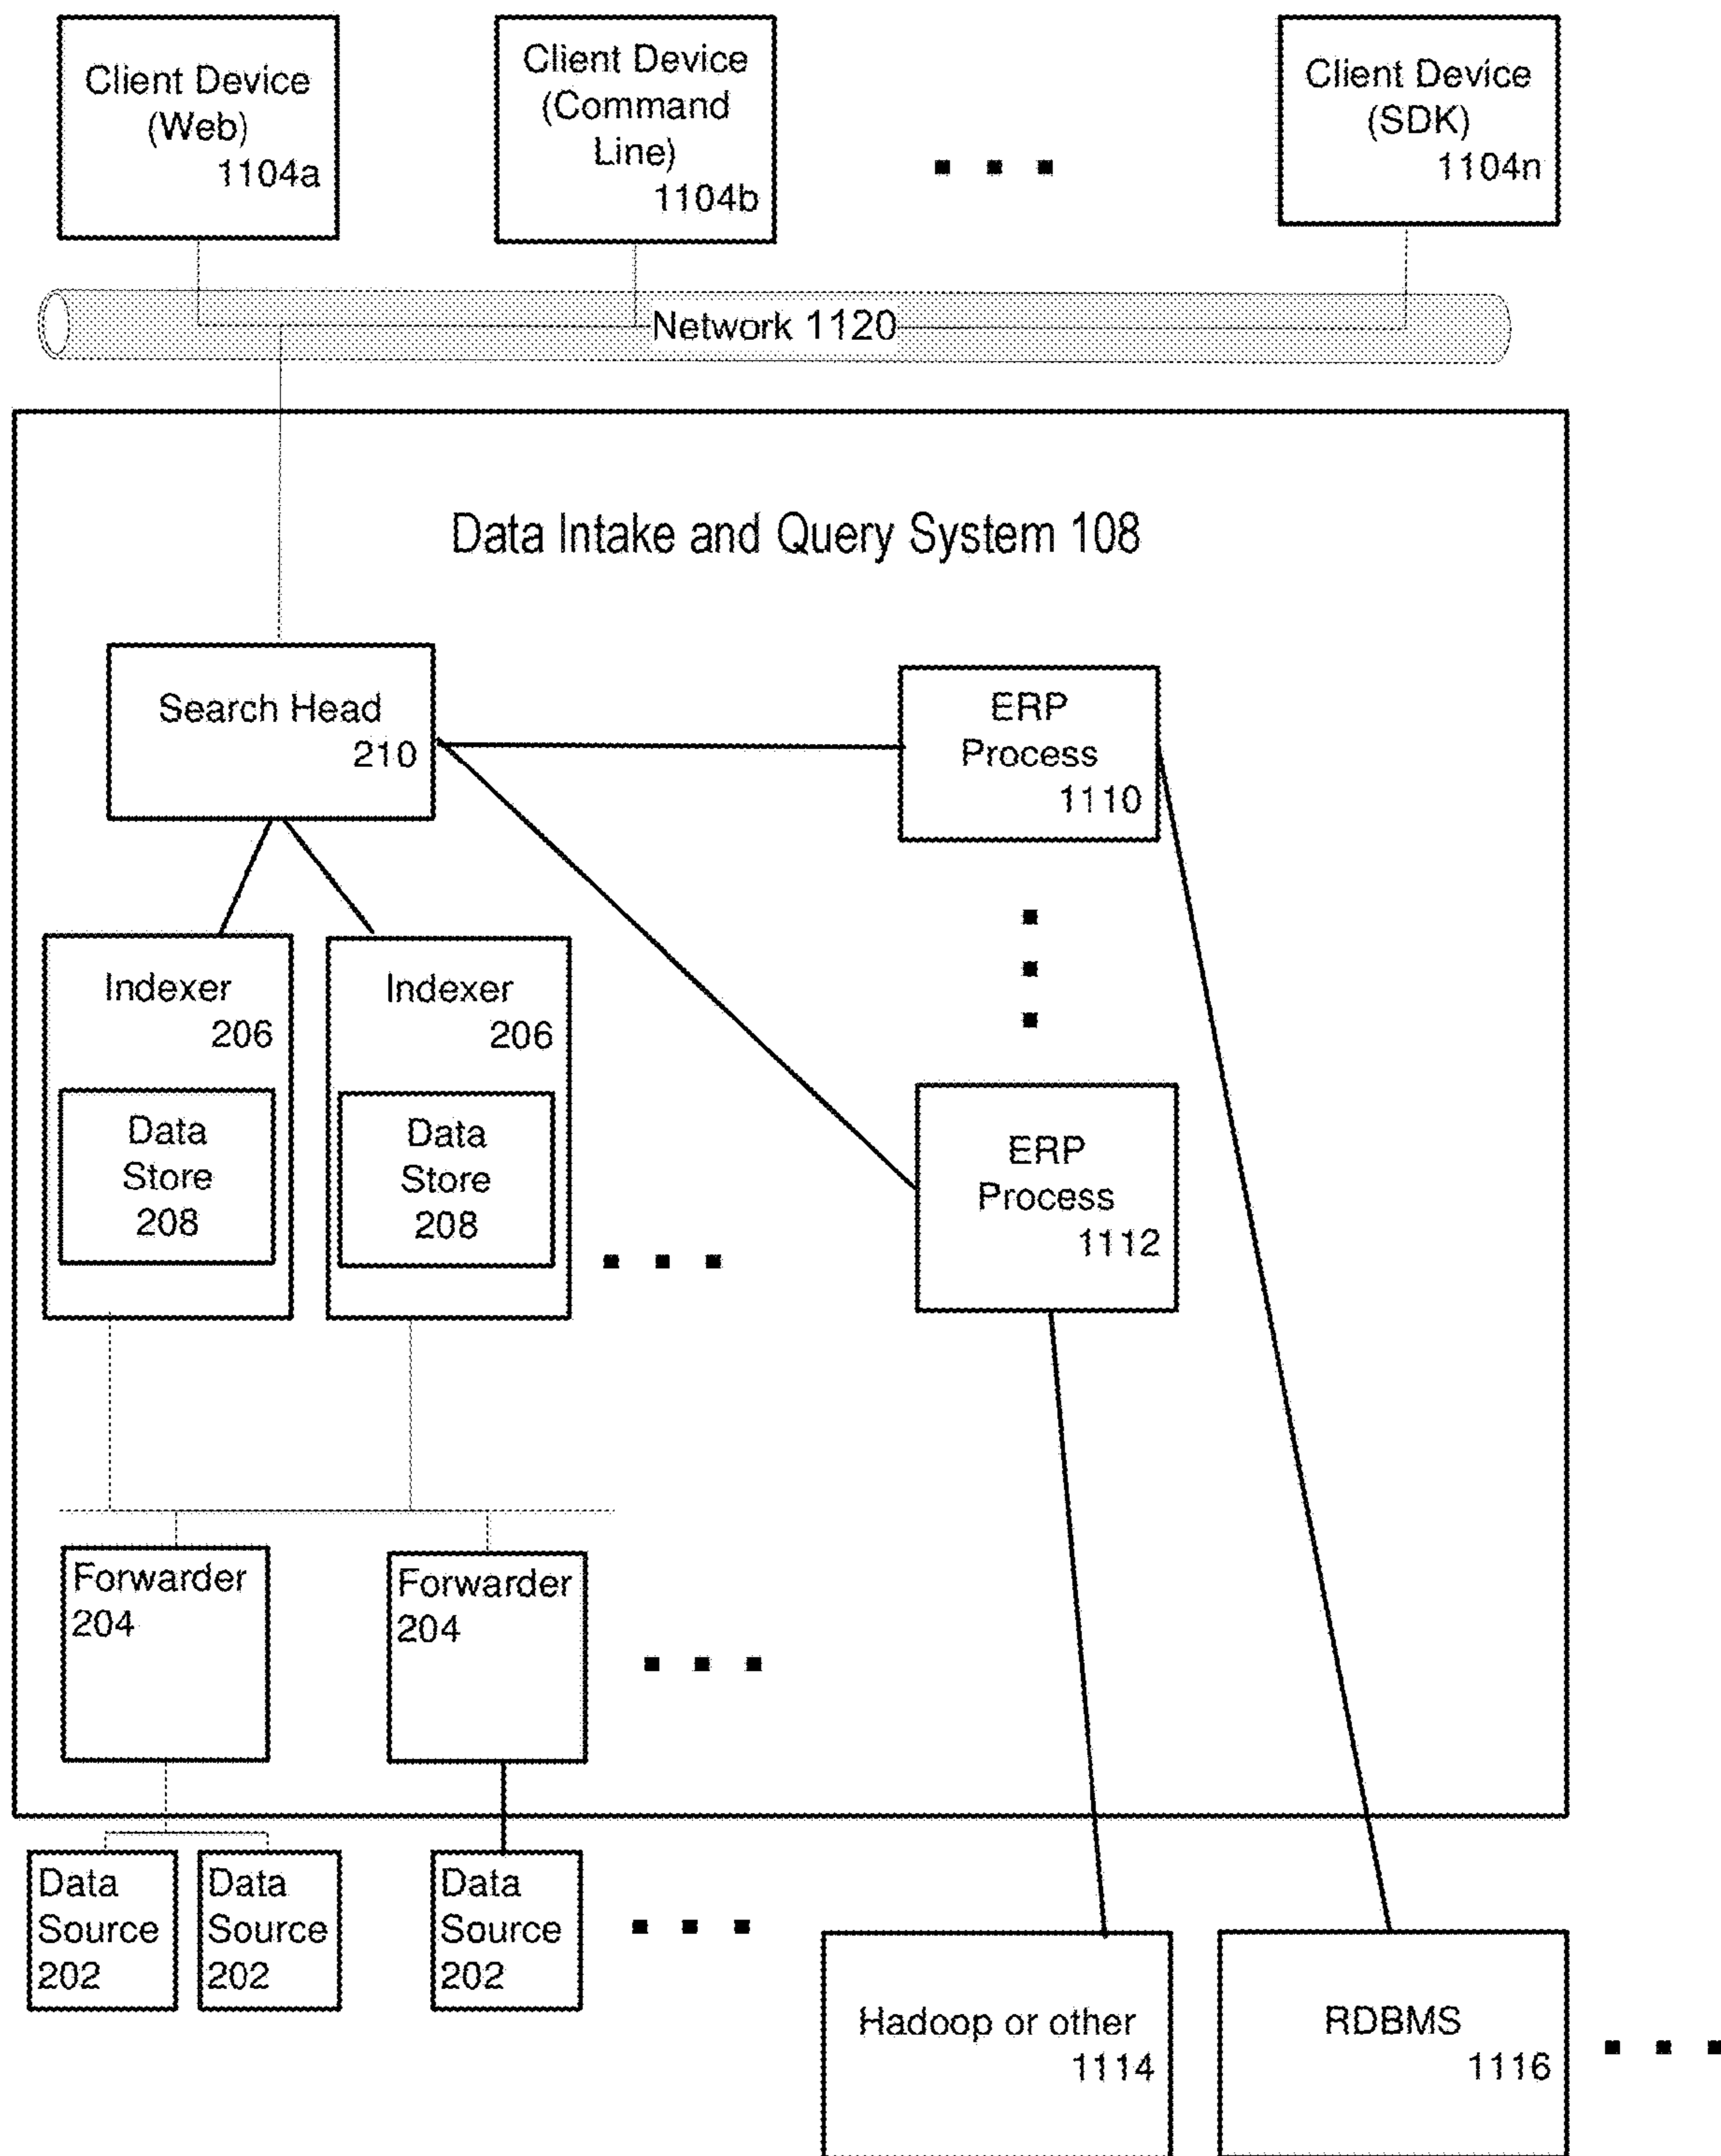 Client Device
(Web)
1104a
Client Device
(Command
Line)
1104b
Client Device
(SDK)
1104n
Network 1120
Data Intake and Query System 108
Search Head
210
ERP
Process
1110
Indexer
206
Data
Store
208
Indexer
206
Data
Store
208
ERP
Process
1112
Forwarder
204
Forwarder
204
Data
Source
202
Data
Source
202
Data
Source
202
Hadoop or other
1114
RDBMS
1116